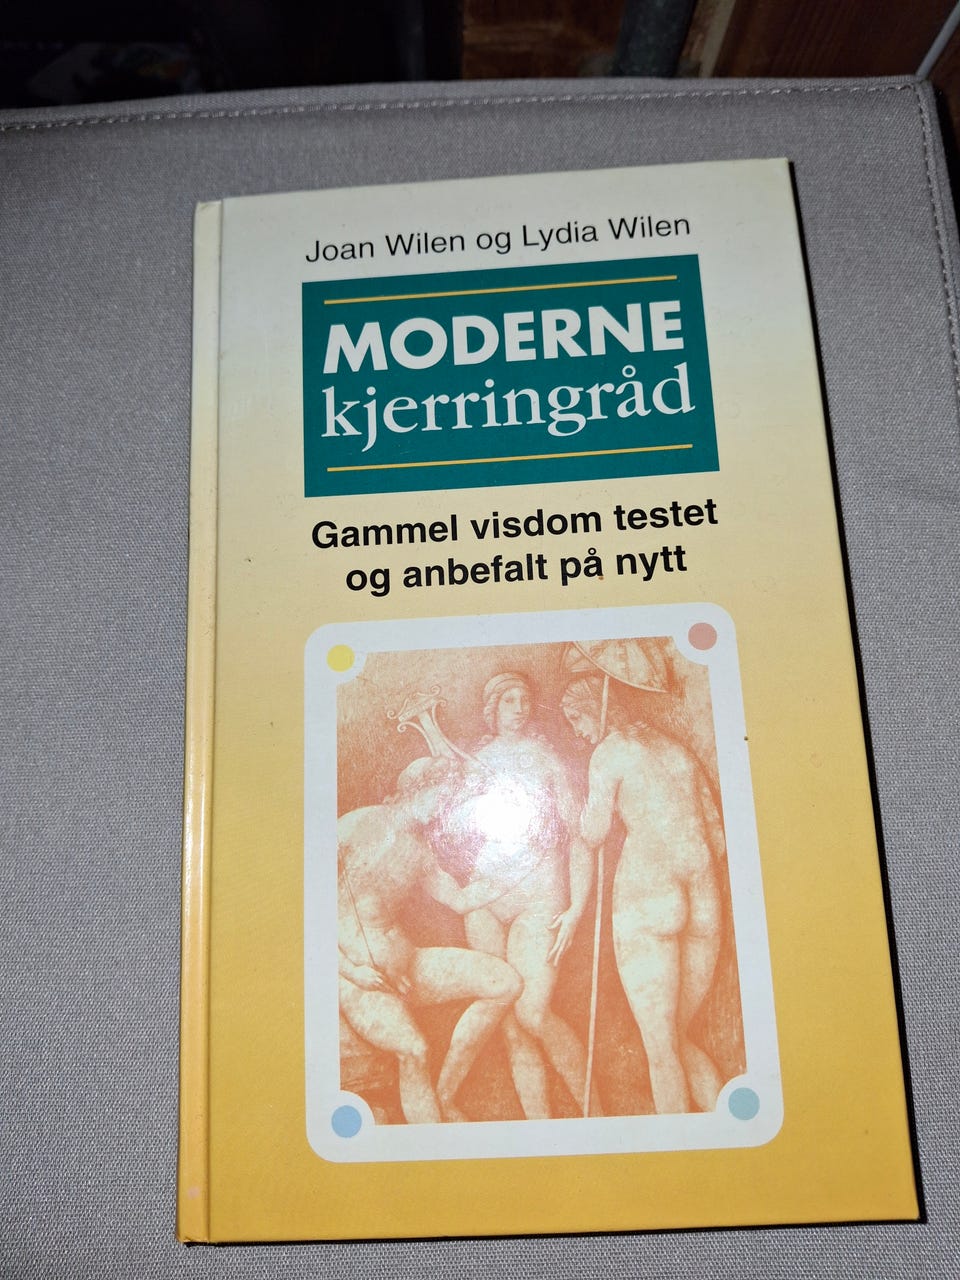 Joan Wilen og Lydia Wilen
MODERNE
kjerringråd
Gammel visdom testet
og anbefalt på nytt